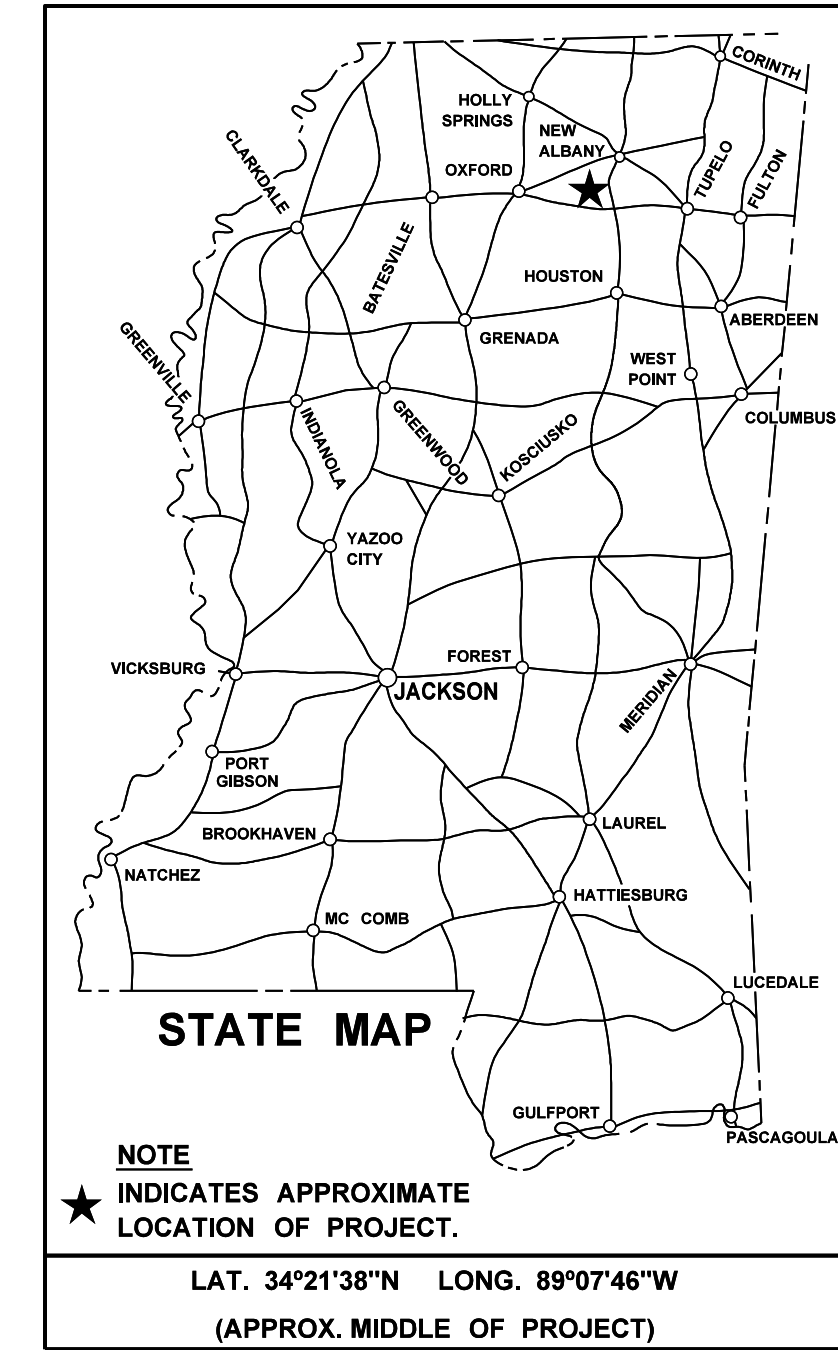 CORINTH
HOLLY
SPRINGS
NEW
ALBANY
CLARKDALE
OXFORD
TUPELO
FULTON
BATESVILLE
HOUSTON
ABERDEEN
GREENVILLE
GRENADA
WEST
POINT
COLUMBUS
INDIANOLA
GREENWOOD
KOSCIUSKO
YAZOO
CITY
VICKSBURG
FOREST
JACKSON
MERIDIAN
PORT
GIBSON
BROOKHAVEN
LAUREL
NATCHEZ
HATTIESBURG
MC COMB
LUCEDALE
STATE MAP
GULFPORT
PASCAGOULA
NOTE
INDICATES APPROXIMATE
LOCATION OF PROJECT.
LAT. 34º21'38"N LONG. 89º07'46"W
(APPROX. MIDDLE OF PROJECT)